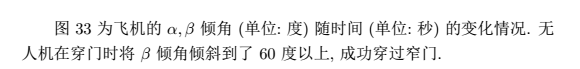 图 33 为飞机的 α,β 倾角 (单位: 度) 随时间 (单位: 秒) 的变化情况. 无
人机在穿门时将 β 倾角倾斜到了 60 度以上, 成功穿过窄门.